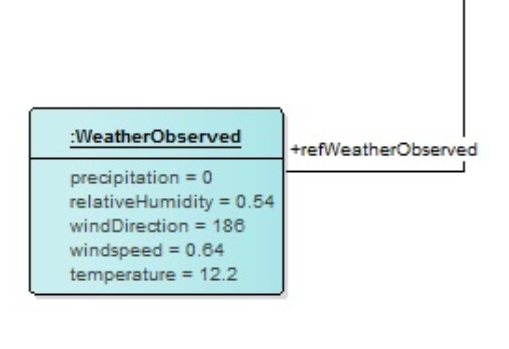 :WeatherObserved
+refWeatherObserved
precipitation = 0
relativeHumidity = 0.54
windDirection = 186
windspeed = 0.64
temperature = 12.2